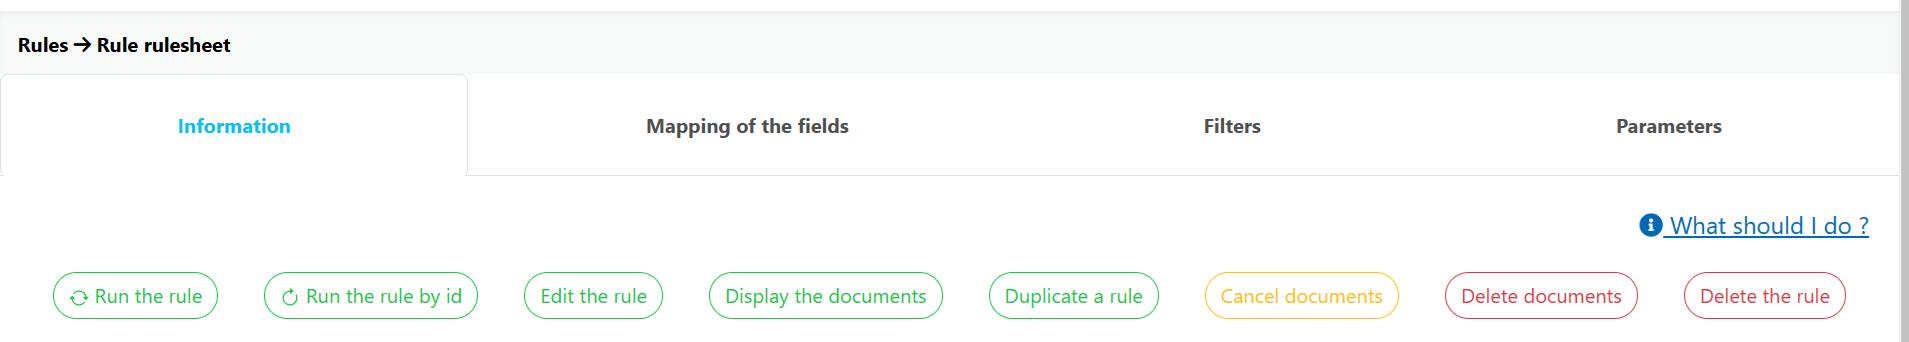 Rules → Rule rulesheet
Information
Mapping of the fields
Filters
Parameters
What should I do ?
Run the rule
Run the rule by id
Edit the rule
Display the documents
Duplicate a rule
Cancel documents
Delete documents
Delete the rule